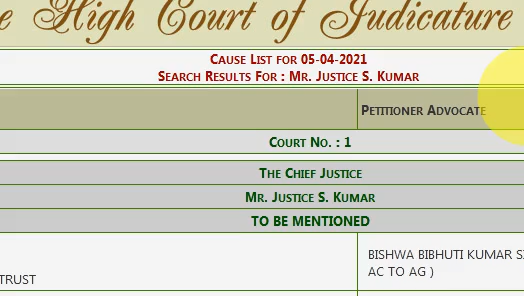 High Court of Judicature
Cause List for 05-04-2021
Search Results For : Mr. Justice S. Kumar
Petitioner Advocate
Court No. : 1
The Chief Justice
Mr. Justice S. Kumar
TO BE MENTIONED
BISHWA BIBHUTI KUMAR
TRUST
AC TO AG )